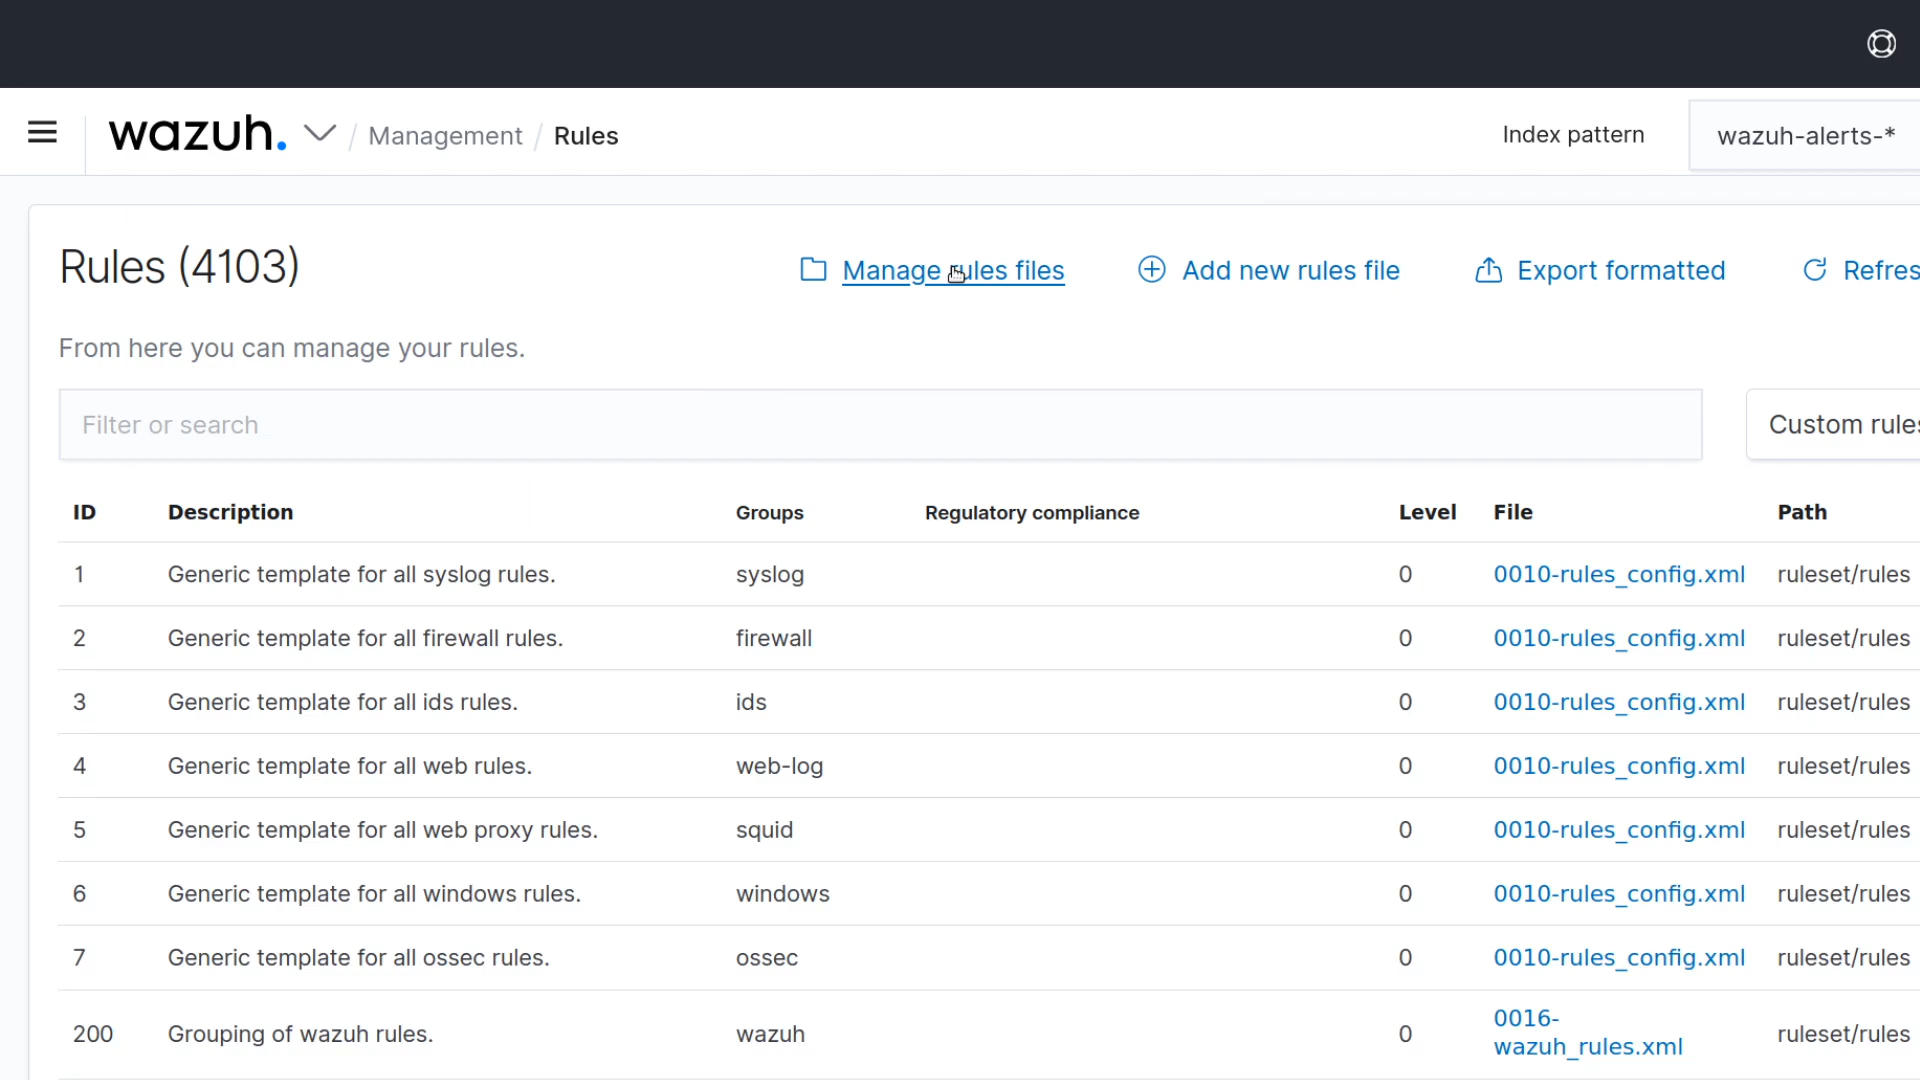 wazuh. / Management / Rules
Index pattern
wazuh-alerts-*
Rules (4103)
Manage rules files
Add new rules file
Export formatted
Refres
From here you can manage your rules.
Filter or search
Custom rules
ID Description Groups Regulatory compliance Level File Path
1 Generic template for all syslog rules. syslog 0 0010-rules_config.xml ruleset/rules
2 Generic template for all firewall rules. firewall 0 0010-rules_config.xml ruleset/rules
3 Generic template for all ids rules. ids 0 0010-rules_config.xml ruleset/rules
4 Generic template for all web rules. web-log 0 0010-rules_config.xml ruleset/rules
5 Generic template for all web proxy rules. squid 0 0010-rules_config.xml ruleset/rules
6 Generic template for all windows rules. windows 0 0010-rules_config.xml ruleset/rules
7 Generic template for all ossec rules. ossec 0 0010-rules_config.xml ruleset/rules
200 Grouping of wazuh rules. wazuh 0 0016- ruleset/rules
wazuh_rules.xml